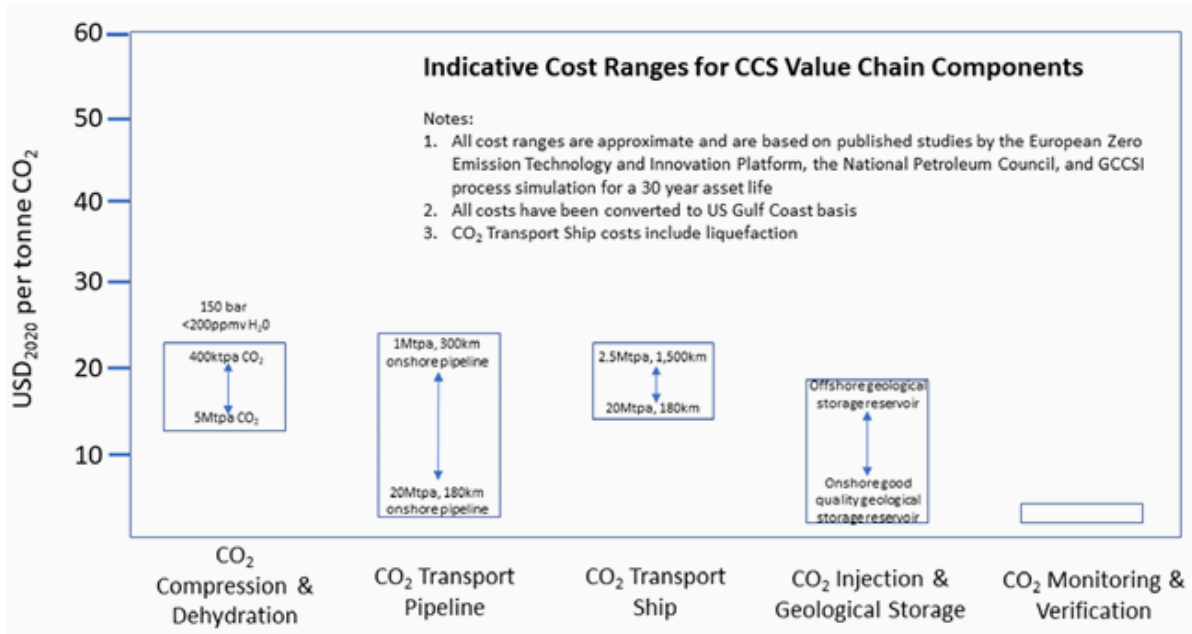 Indicative Cost Ranges for CCS Value Chain Components
Notes:
1. All cost ranges are approximate and are based on published studies by the European Zero
Emission Technology and Innovation Platform, the National Petroleum Council, and GCCSI
process simulation for a 30 year asset life
2. All costs have been converted to US Gulf Coast basis
3. CO₂ Transport Ship costs include liquefaction
USD₂₀₂₀ per tonne CO₂
60
50
40
30
20
10
150 bar
<200ppmv H₂0
400ktpa CO₂
5Mtpa CO₂
1Mtpa, 300km
onshore pipeline
20Mtpa, 180km
onshore pipeline
2.5Mtpa, 1,500km
20Mtpa, 180km
Offshore geological
storage reservoir
Onshore good
quality geological
storage reservoir
CO₂
Compression &
Dehydration
CO₂ Transport
Pipeline
CO₂ Transport
Ship
CO₂ Injection &
Geological Storage
CO₂ Monitoring &
Verification